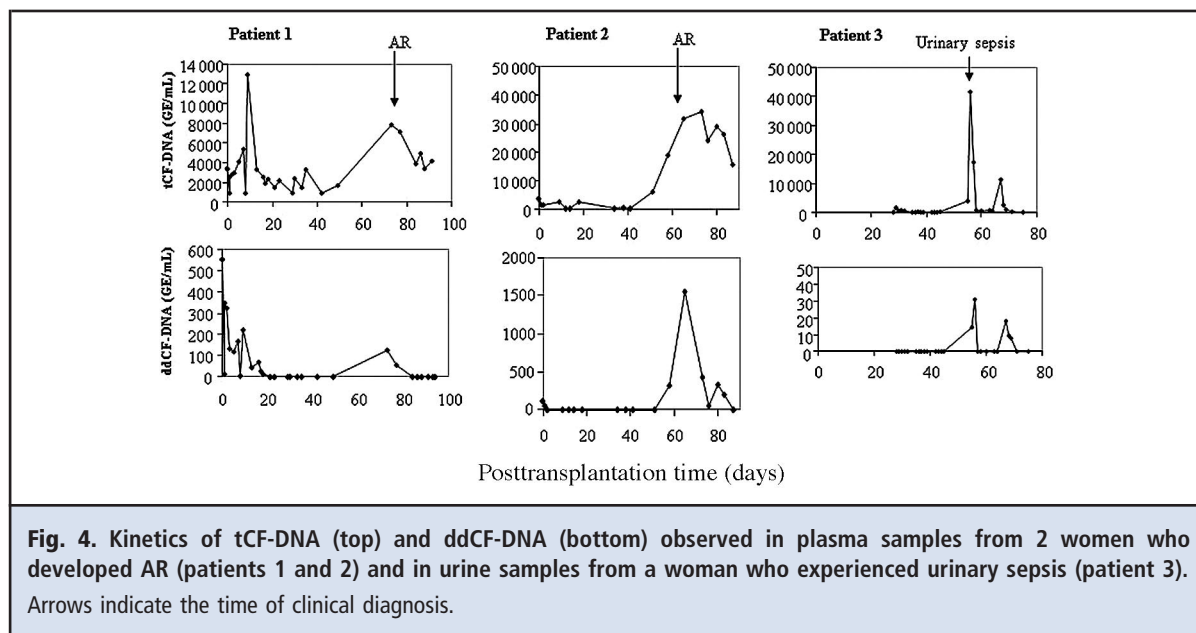 Patient 1
AR
Patient 2
AR
Patient 3
Urinary sepsis
tCF-DNA (GE/mL)
14 000
12 000
10 000
8000
6000
4000
2000
0
0 20 40 60 80 100
50 000
40 000
30 000
20 000
10 000
0
0 20 40 60 80
50 000
40 000
30 000
20 000
10 000
0
0 20 40 60 80
ddCF-DNA (GE/mL)
600
500
400
300
200
100
0
0 20 40 60 80 100
2000
1500
1000
500
0
0 20 40 60 80
50
40
30
20
10
0
0 20 40 60 80
Posttransplantation time (days)
Fig. 4. Kinetics of tCF-DNA (top) and ddCF-DNA (bottom) observed in plasma samples from 2 women who
developed AR (patients 1 and 2) and in urine samples from a woman who experienced urinary sepsis (patient 3).
Arrows indicate the time of clinical diagnosis.